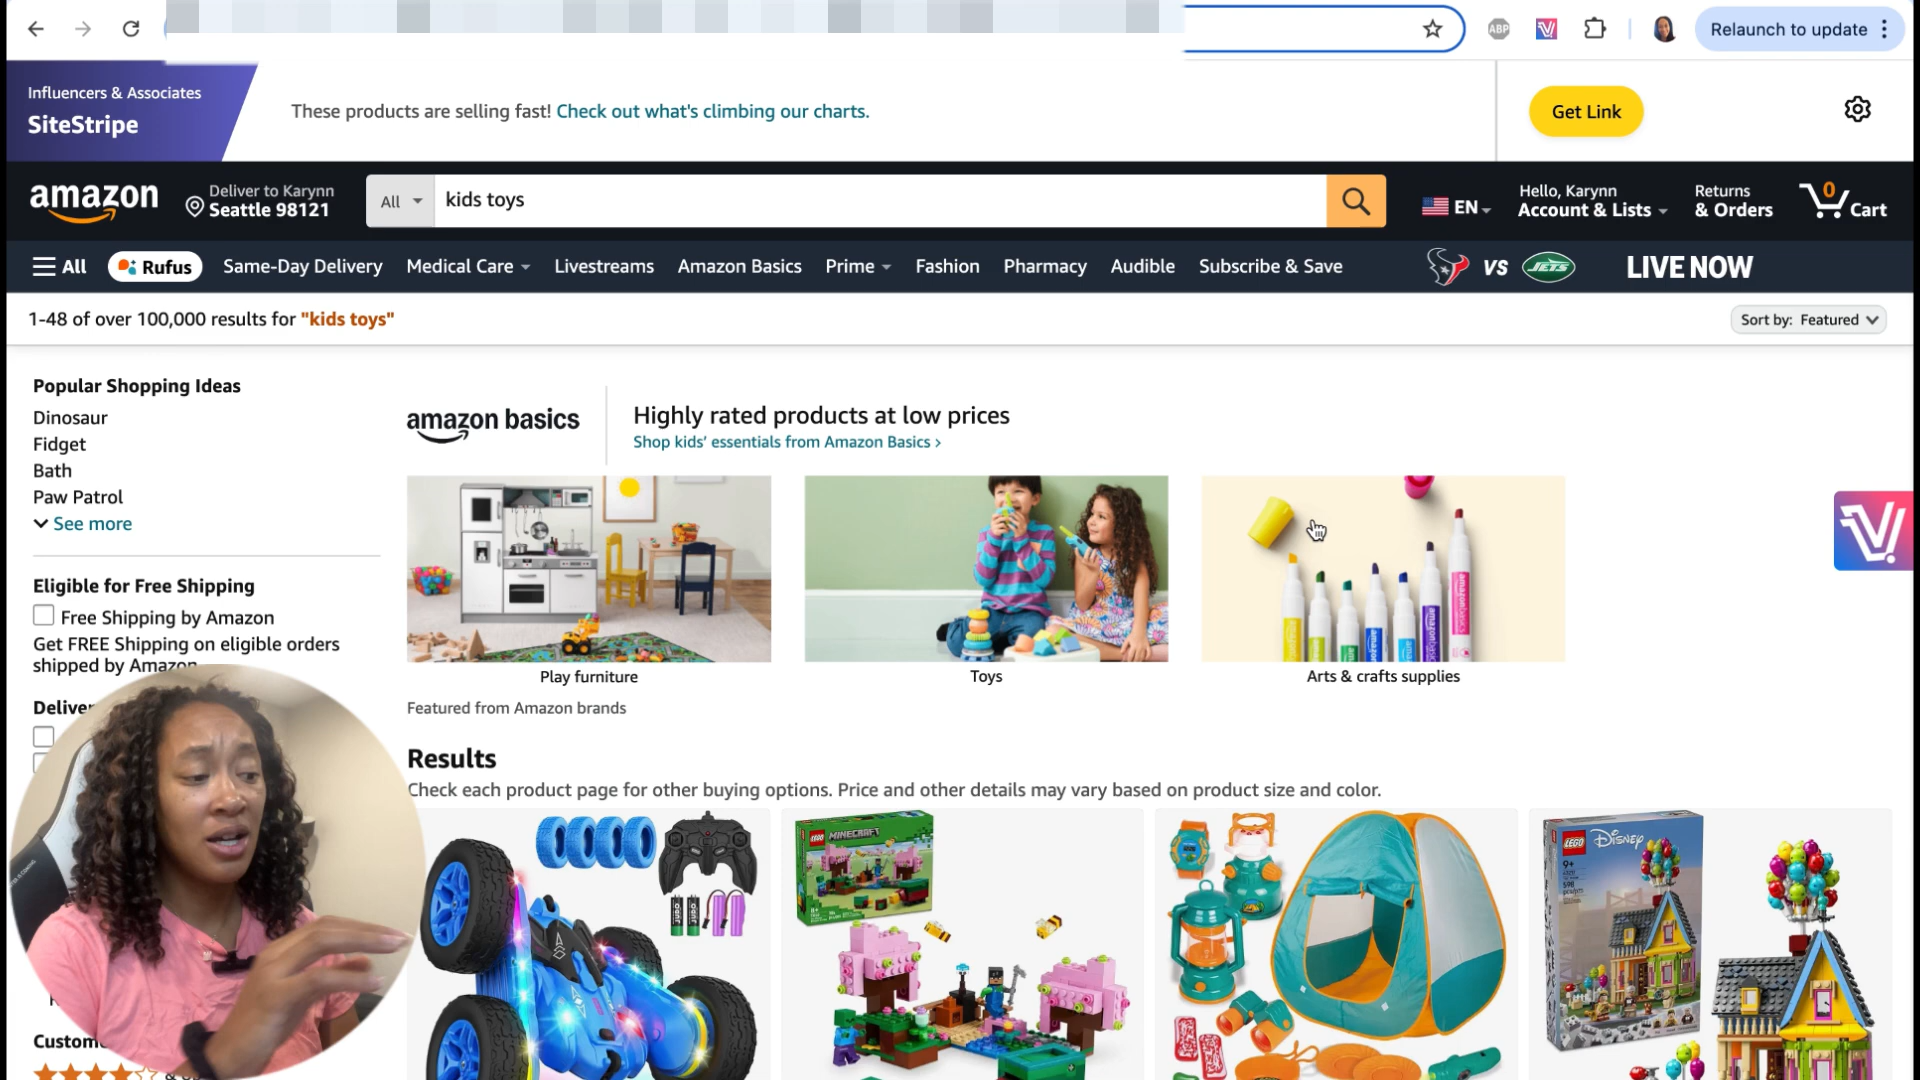 ABP
Relaunch to update
Influencers & Associates
SiteStripe
These products are selling fast! Check out what's climbing our charts.
Get Link
amazon
Deliver to Karynn
Seattle 98121
All
kids toys
EN
Hello, Karynn
Account & Lists
Returns
& Orders
0
Cart
All
Rufus
Same-Day Delivery
Medical Care
Livestreams
Amazon Basics
Prime
Fashion
Pharmacy
Audible
Subscribe & Save
VS
JETS
LIVE NOW
1-48 of over 100,000 results for "kids toys"
Sort by: Featured
Popular Shopping Ideas
Dinosaur
Fidget
Bath
Paw Patrol
See more
Eligible for Free Shipping
Free Shipping by Amazon
Get FREE Shipping on eligible orders
shipped by Amazon
amazon basics
Highly rated products at low prices
Shop kids' essentials from Amazon Basics ›
Play furniture
Toys
amazonbasics
Arts & crafts supplies
Featured from Amazon brands
Results
Check each product page for other buying options. Price and other details may vary based on product size and color.
LEGO
MINECRAFT
LEGO
Disney
9+